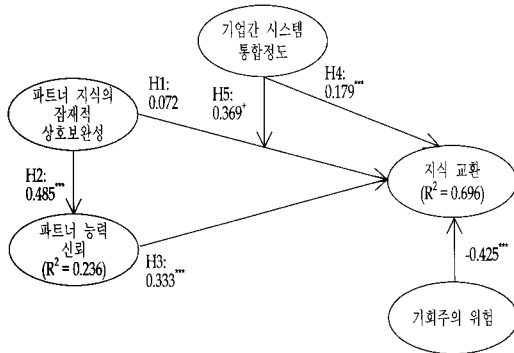 기업간 시스템
통합정도
H1:
0.072
H5:
0.369+
H4:
0.179***
파트너 지식의
잠재적
상호보완성
H2:
0.485***
지식 교환
(R² = 0.696)
파트너 능력
신뢰
(R² = 0.236)
H3:
0.333***
-0.425***
기회주의 위험